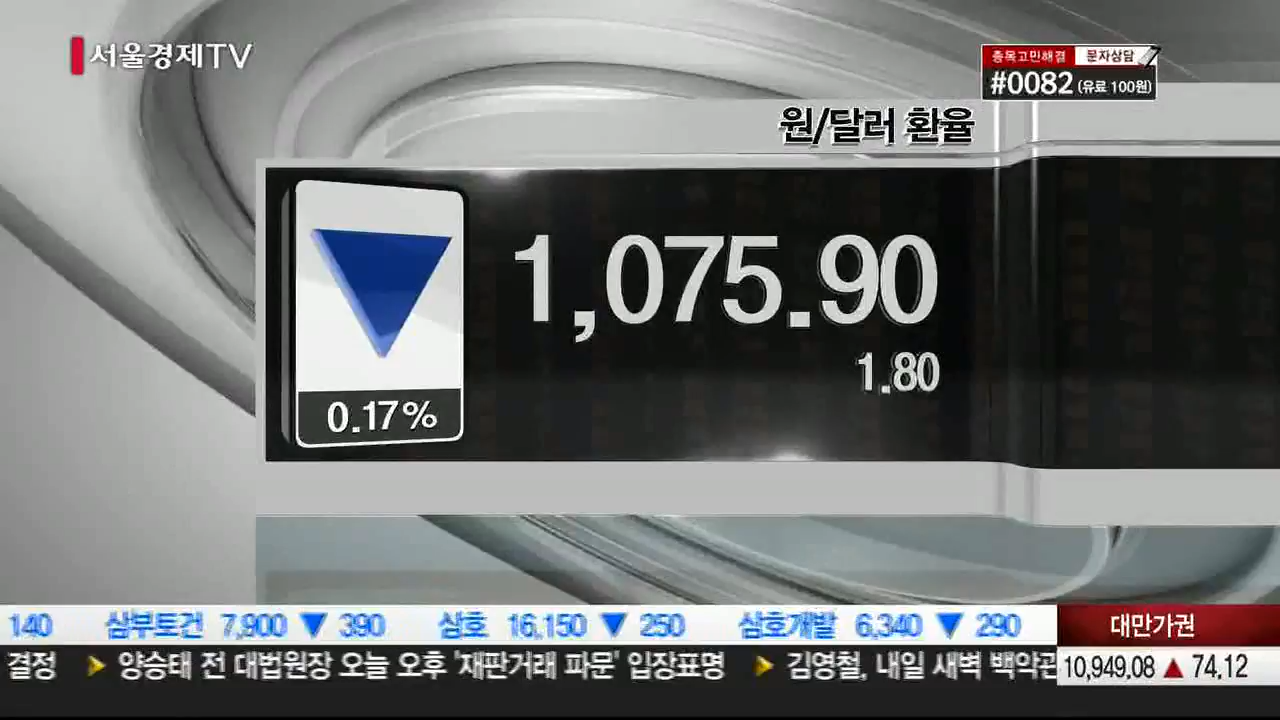 서울경제TV
종목고민해결 문자상담
#0082 (유료 100원)
원/달러 환율
1,075.90
1.80
0.17%
140 삼부토건 7,900 ▼ 390 삼호 16,150 ▼ 250 삼호개발 6,340 ▼ 290
대만가권
결정 ▶ 양승태 전 대법원장 오늘 오후 '재판거래 파문' 입장표명 ▶ 김영철, 내일 새벽 백악관
10,949.08 ▲ 74.12